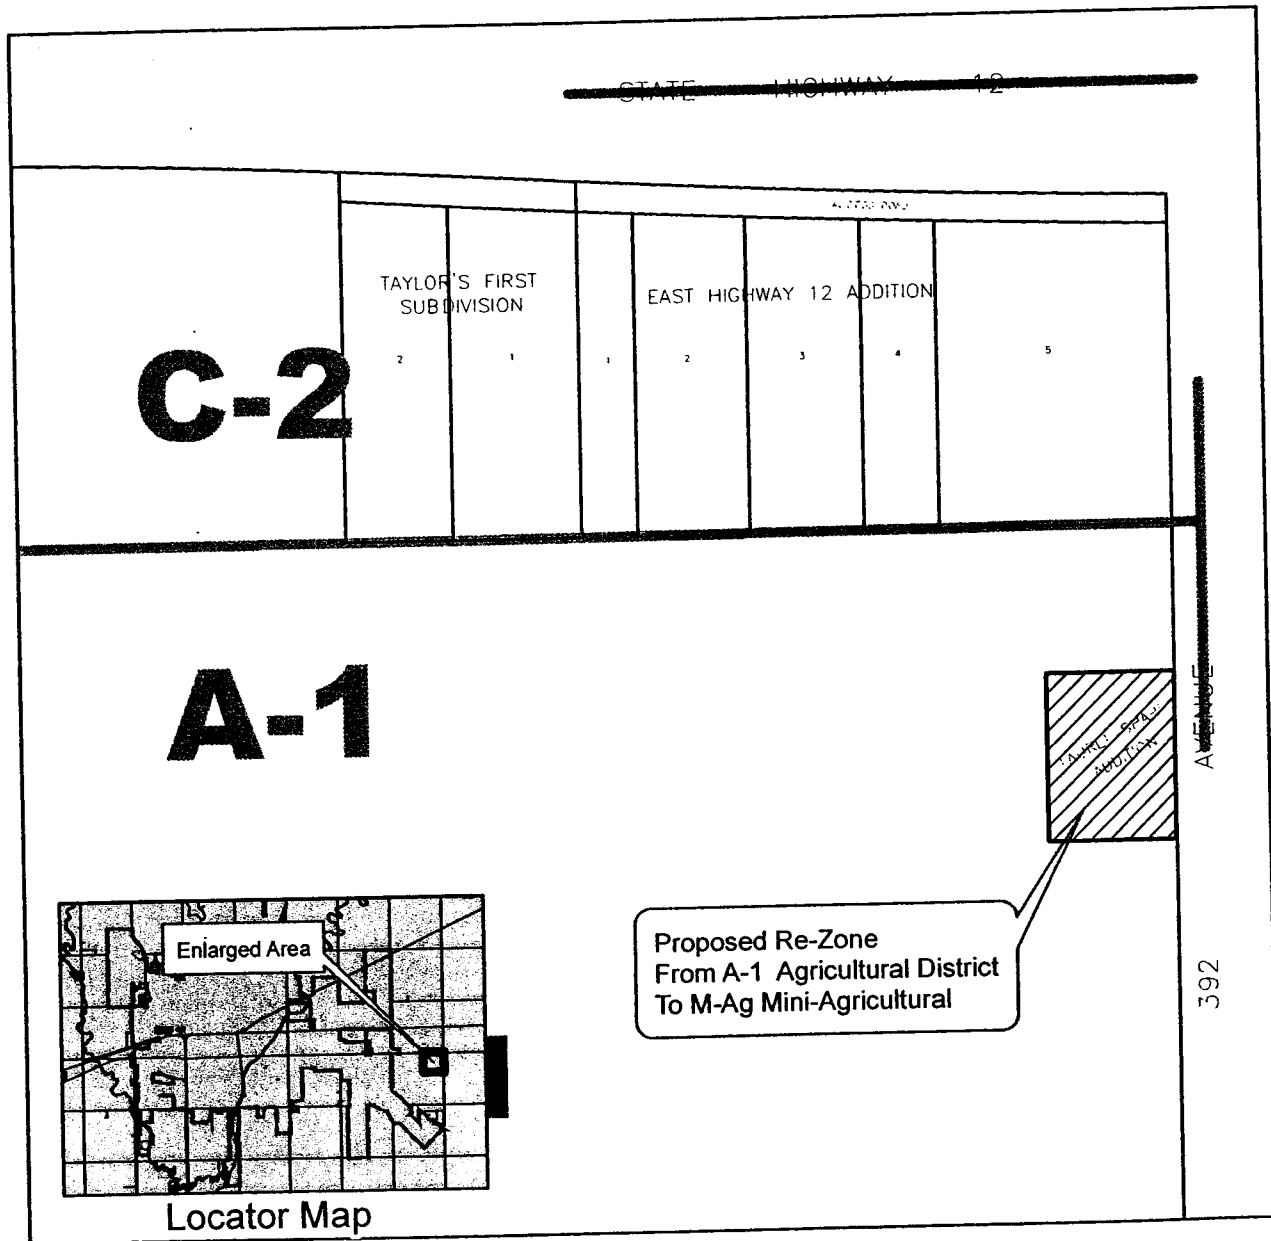 STATE HIGHWAY 12
TAYLOR'S FIRST
SUBDIVISION
EAST HIGHWAY 12 ADDITION
2
1
1
2
3
4
5
C-2
A-1
ADDITION
AVENUE
392
Proposed Re-Zone
From A-1 Agricultural District
To M-Ag Mini-Agricultural
Enlarged Area
Locator Map